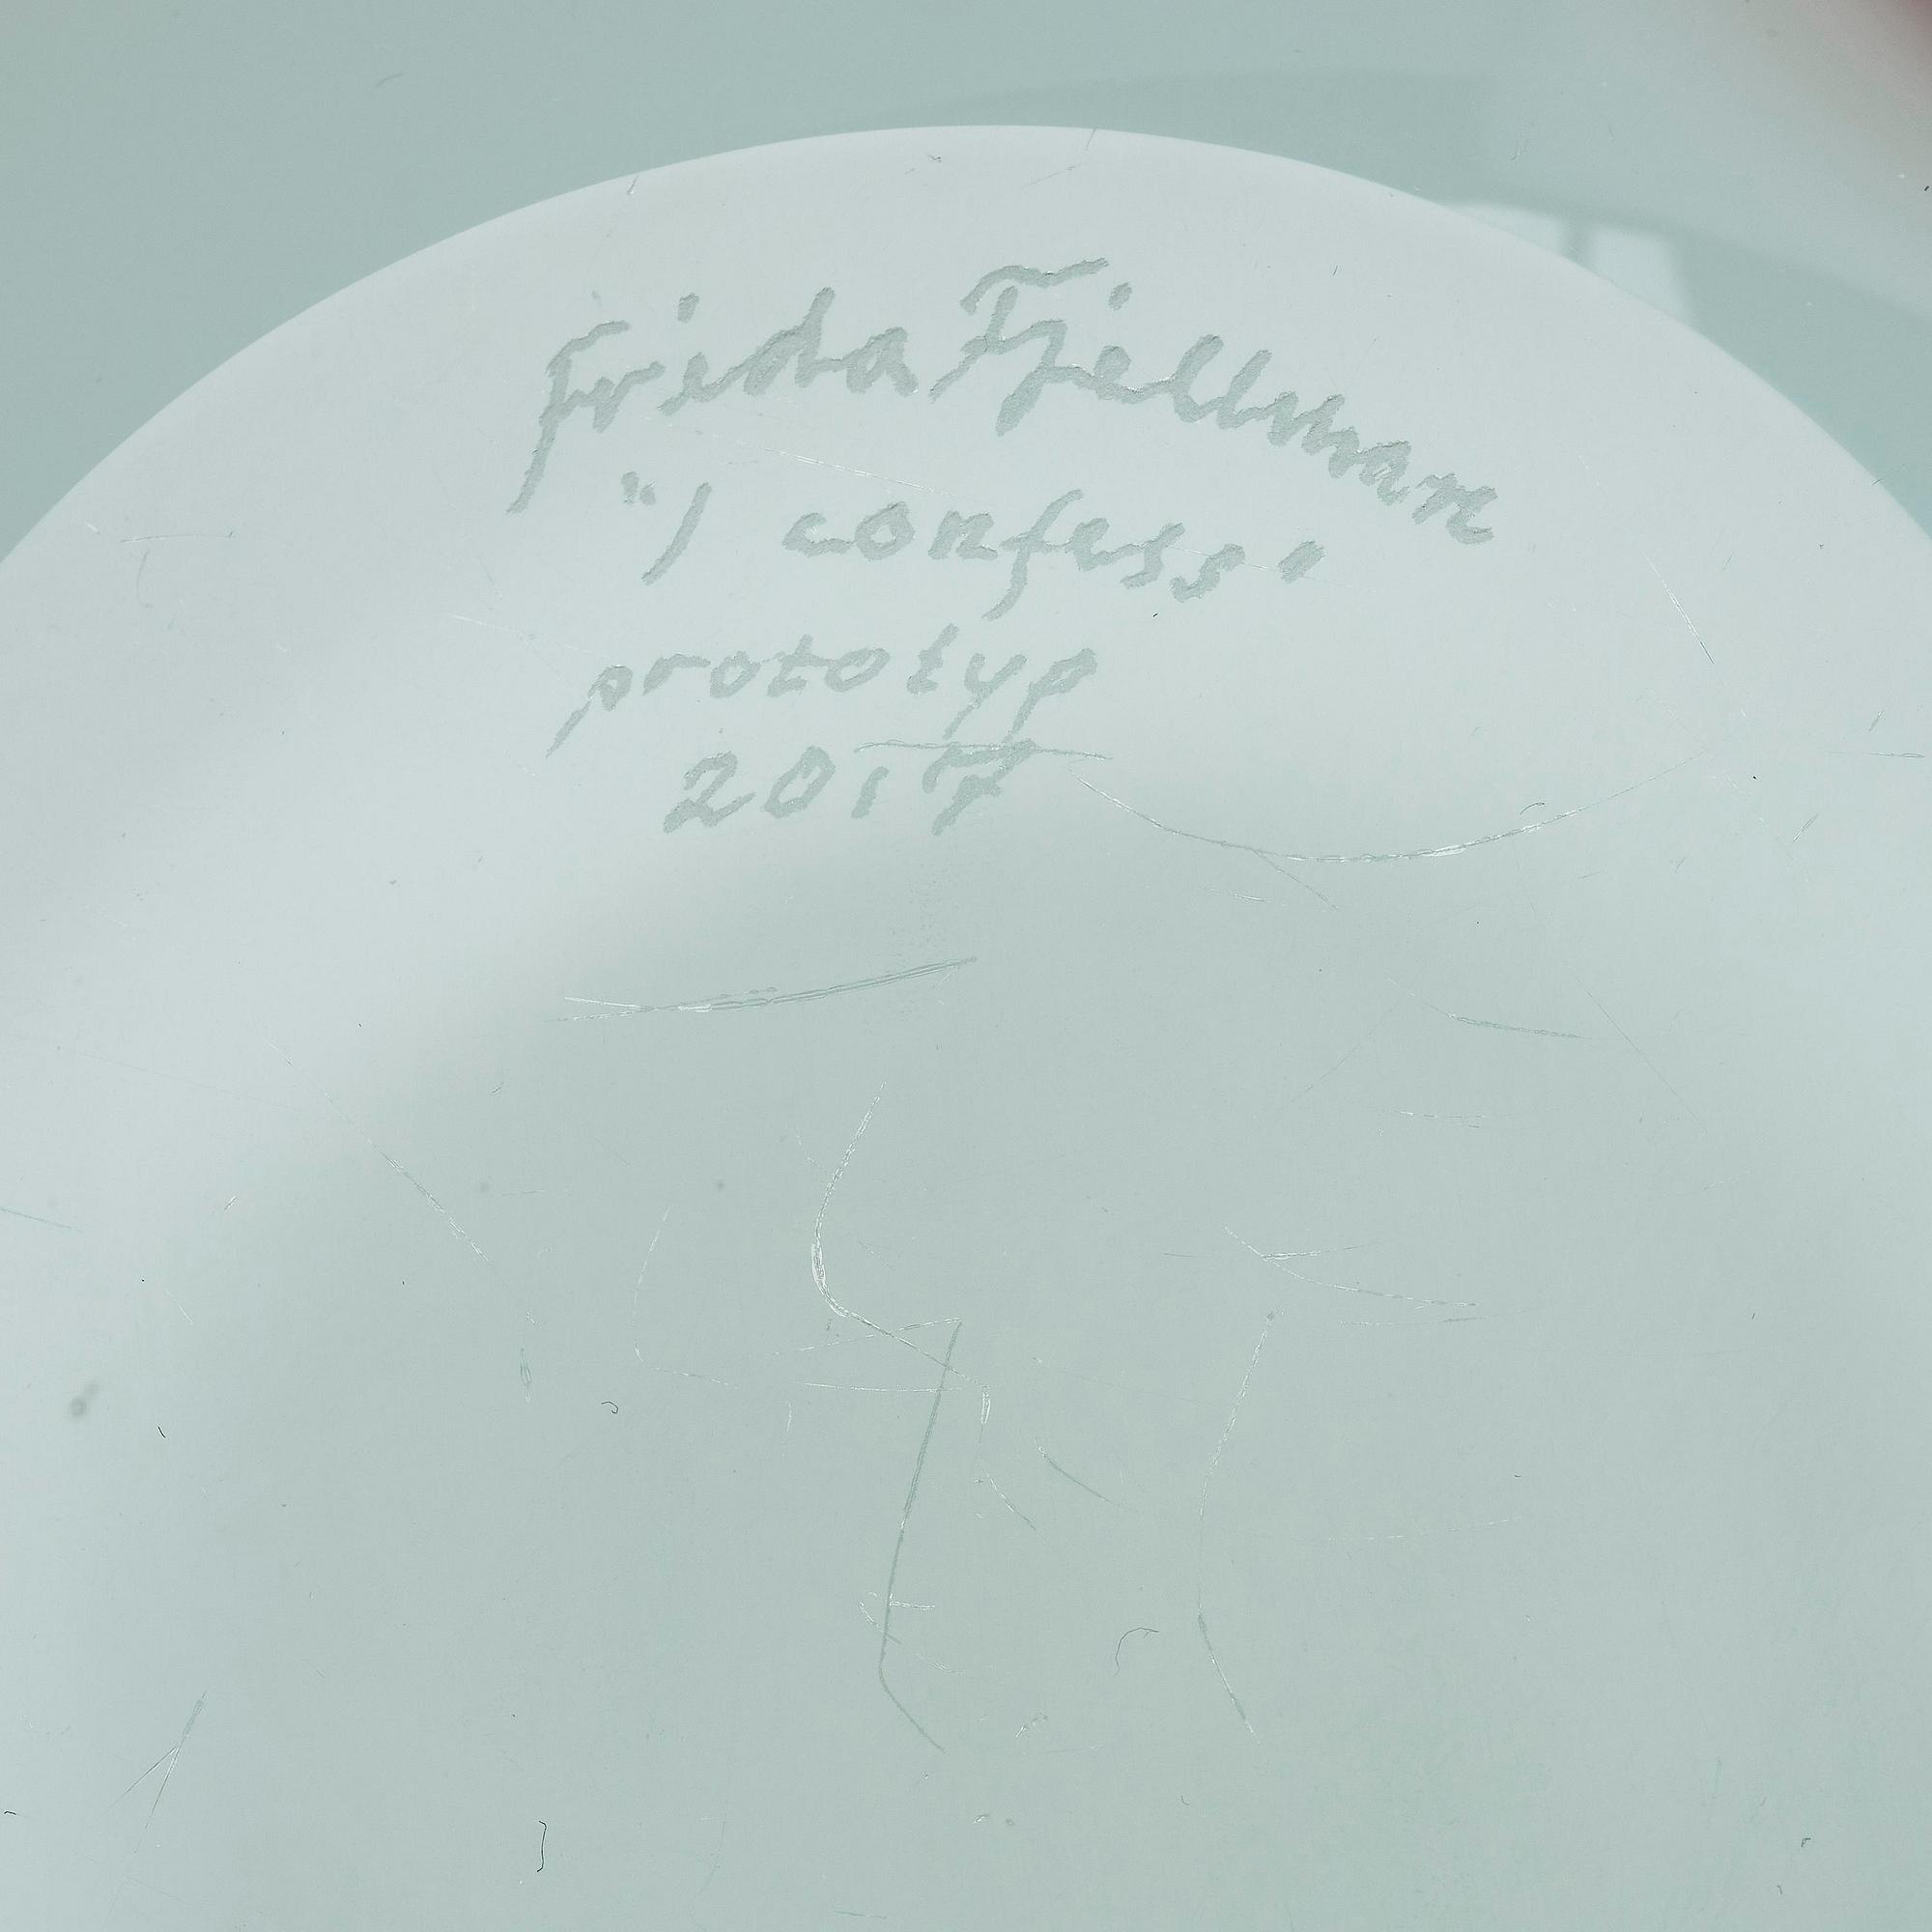 Frida Fjellman
"I confess"
prototyp
2017